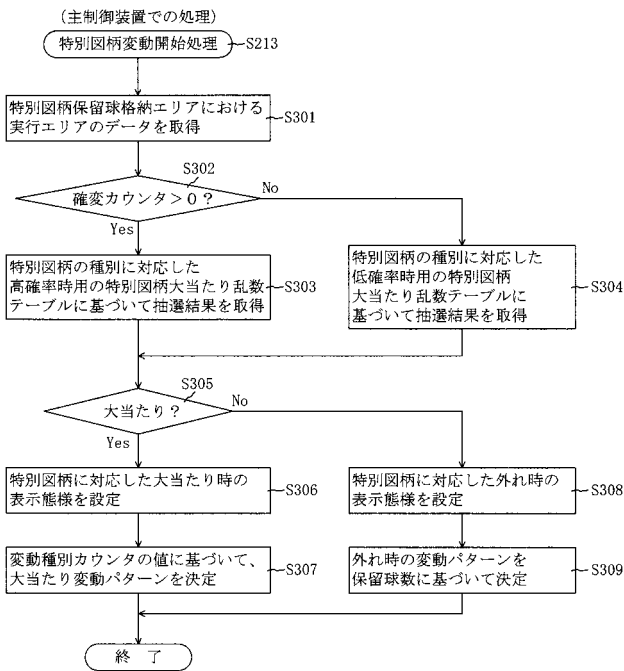 (主制御装置での処理)
特別図柄変動開始処理
S213
特別図柄保留球格納エリアにおける
実行エリアのデータを取得
S301
S302
確変カウンタ>0?
No
Yes
特別図柄の種別に対応した
高確率時用の特別図柄大当たり乱数
テーブルに基づいて抽選結果を取得
S303
特別図柄の種別に対応した
低確率時用の特別図柄
大当たり乱数テーブルに
基づいて抽選結果を取得
S304
S305
大当たり?
No
Yes
特別図柄に対応した大当たり時の
表示態様を設定
S306
特別図柄に対応した外れ時の
表示態様を設定
S308
変動種別カウンタの値に基づいて、
大当たり変動パターンを決定
S307
外れ時の変動パターンを
保留球数に基づいて決定
S309
終 了